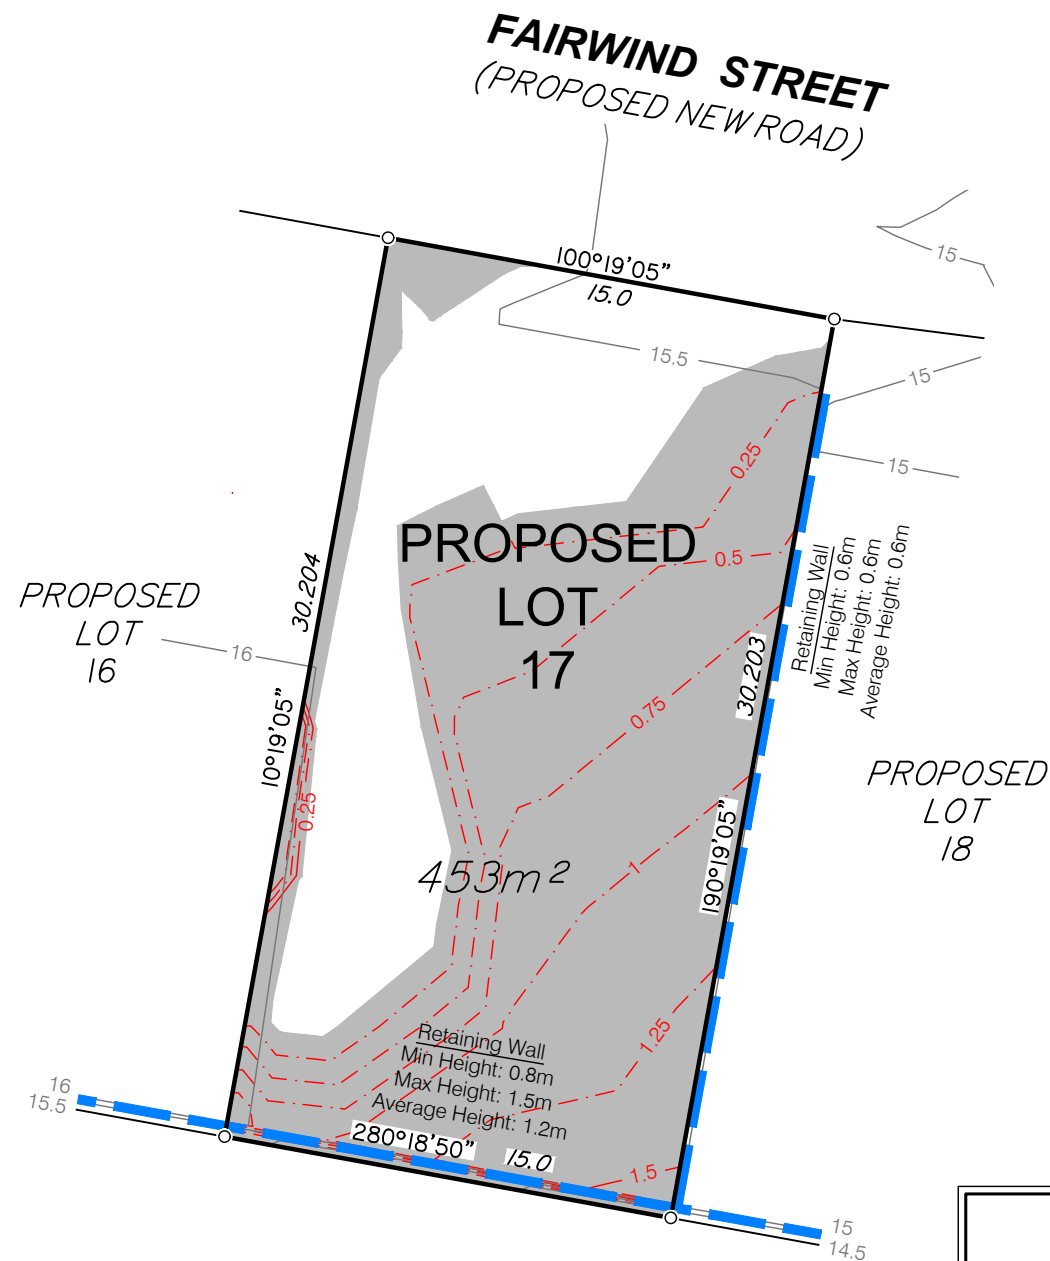 FAIRWIND STREET
(PROPOSED NEW ROAD)
15
100°19'05"
15.0
15.5
15
15
0.25
PROPOSED
LOT
17
0.5
Retaining Wall
Min Height: 0.6m
Max Height: 0.6m
Average Height: 0.6m
30.204
PROPOSED
LOT
16
16
30.203
0.75
10°19'05"
0.25
PROPOSED
LOT
18
190°19'05"
453m²
1
1.25
Retaining Wall
Min Height: 0.8m
Max Height: 1.5m
Average Height: 1.2m
16
15.5
280°18'50"
15.0
1.5
15
14.5